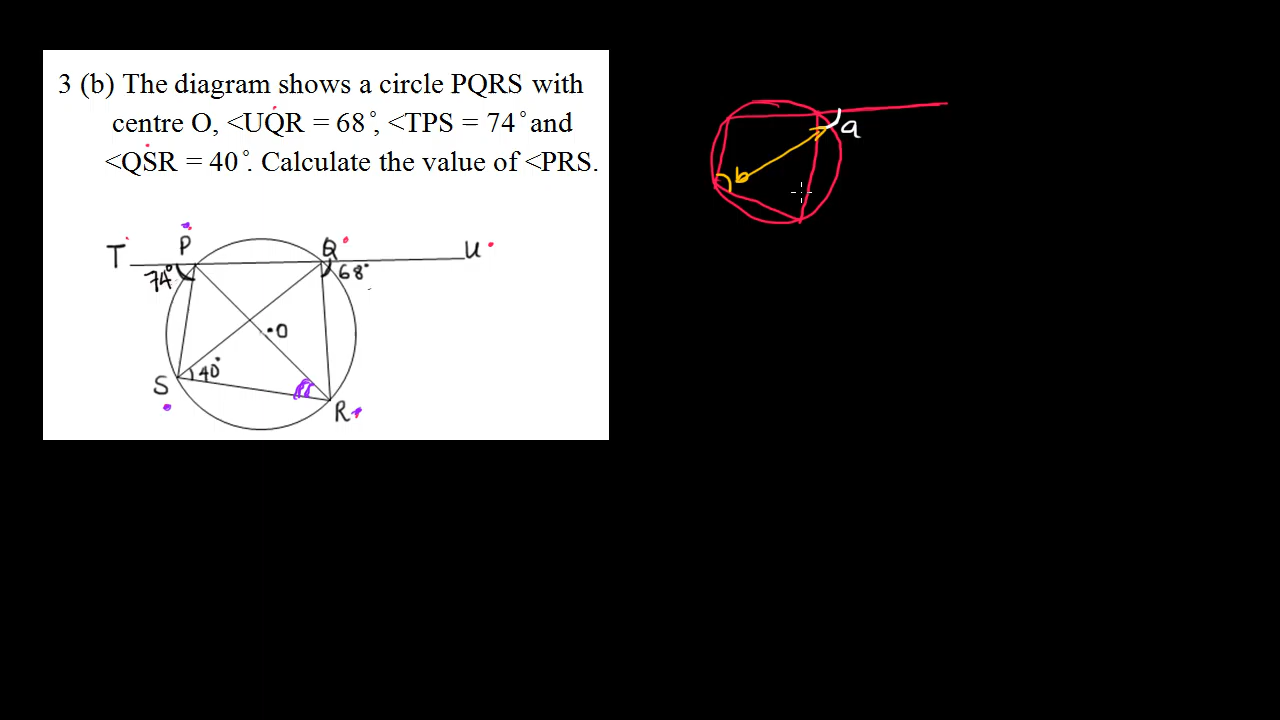 3 (b) The diagram shows a circle PQRS with
centre O, <UQR = 68°, <TPS = 74° and
<QSR = 40°. Calculate the value of <PRS.
T P Q U
74° 68°
O
S 40°
R
a
b